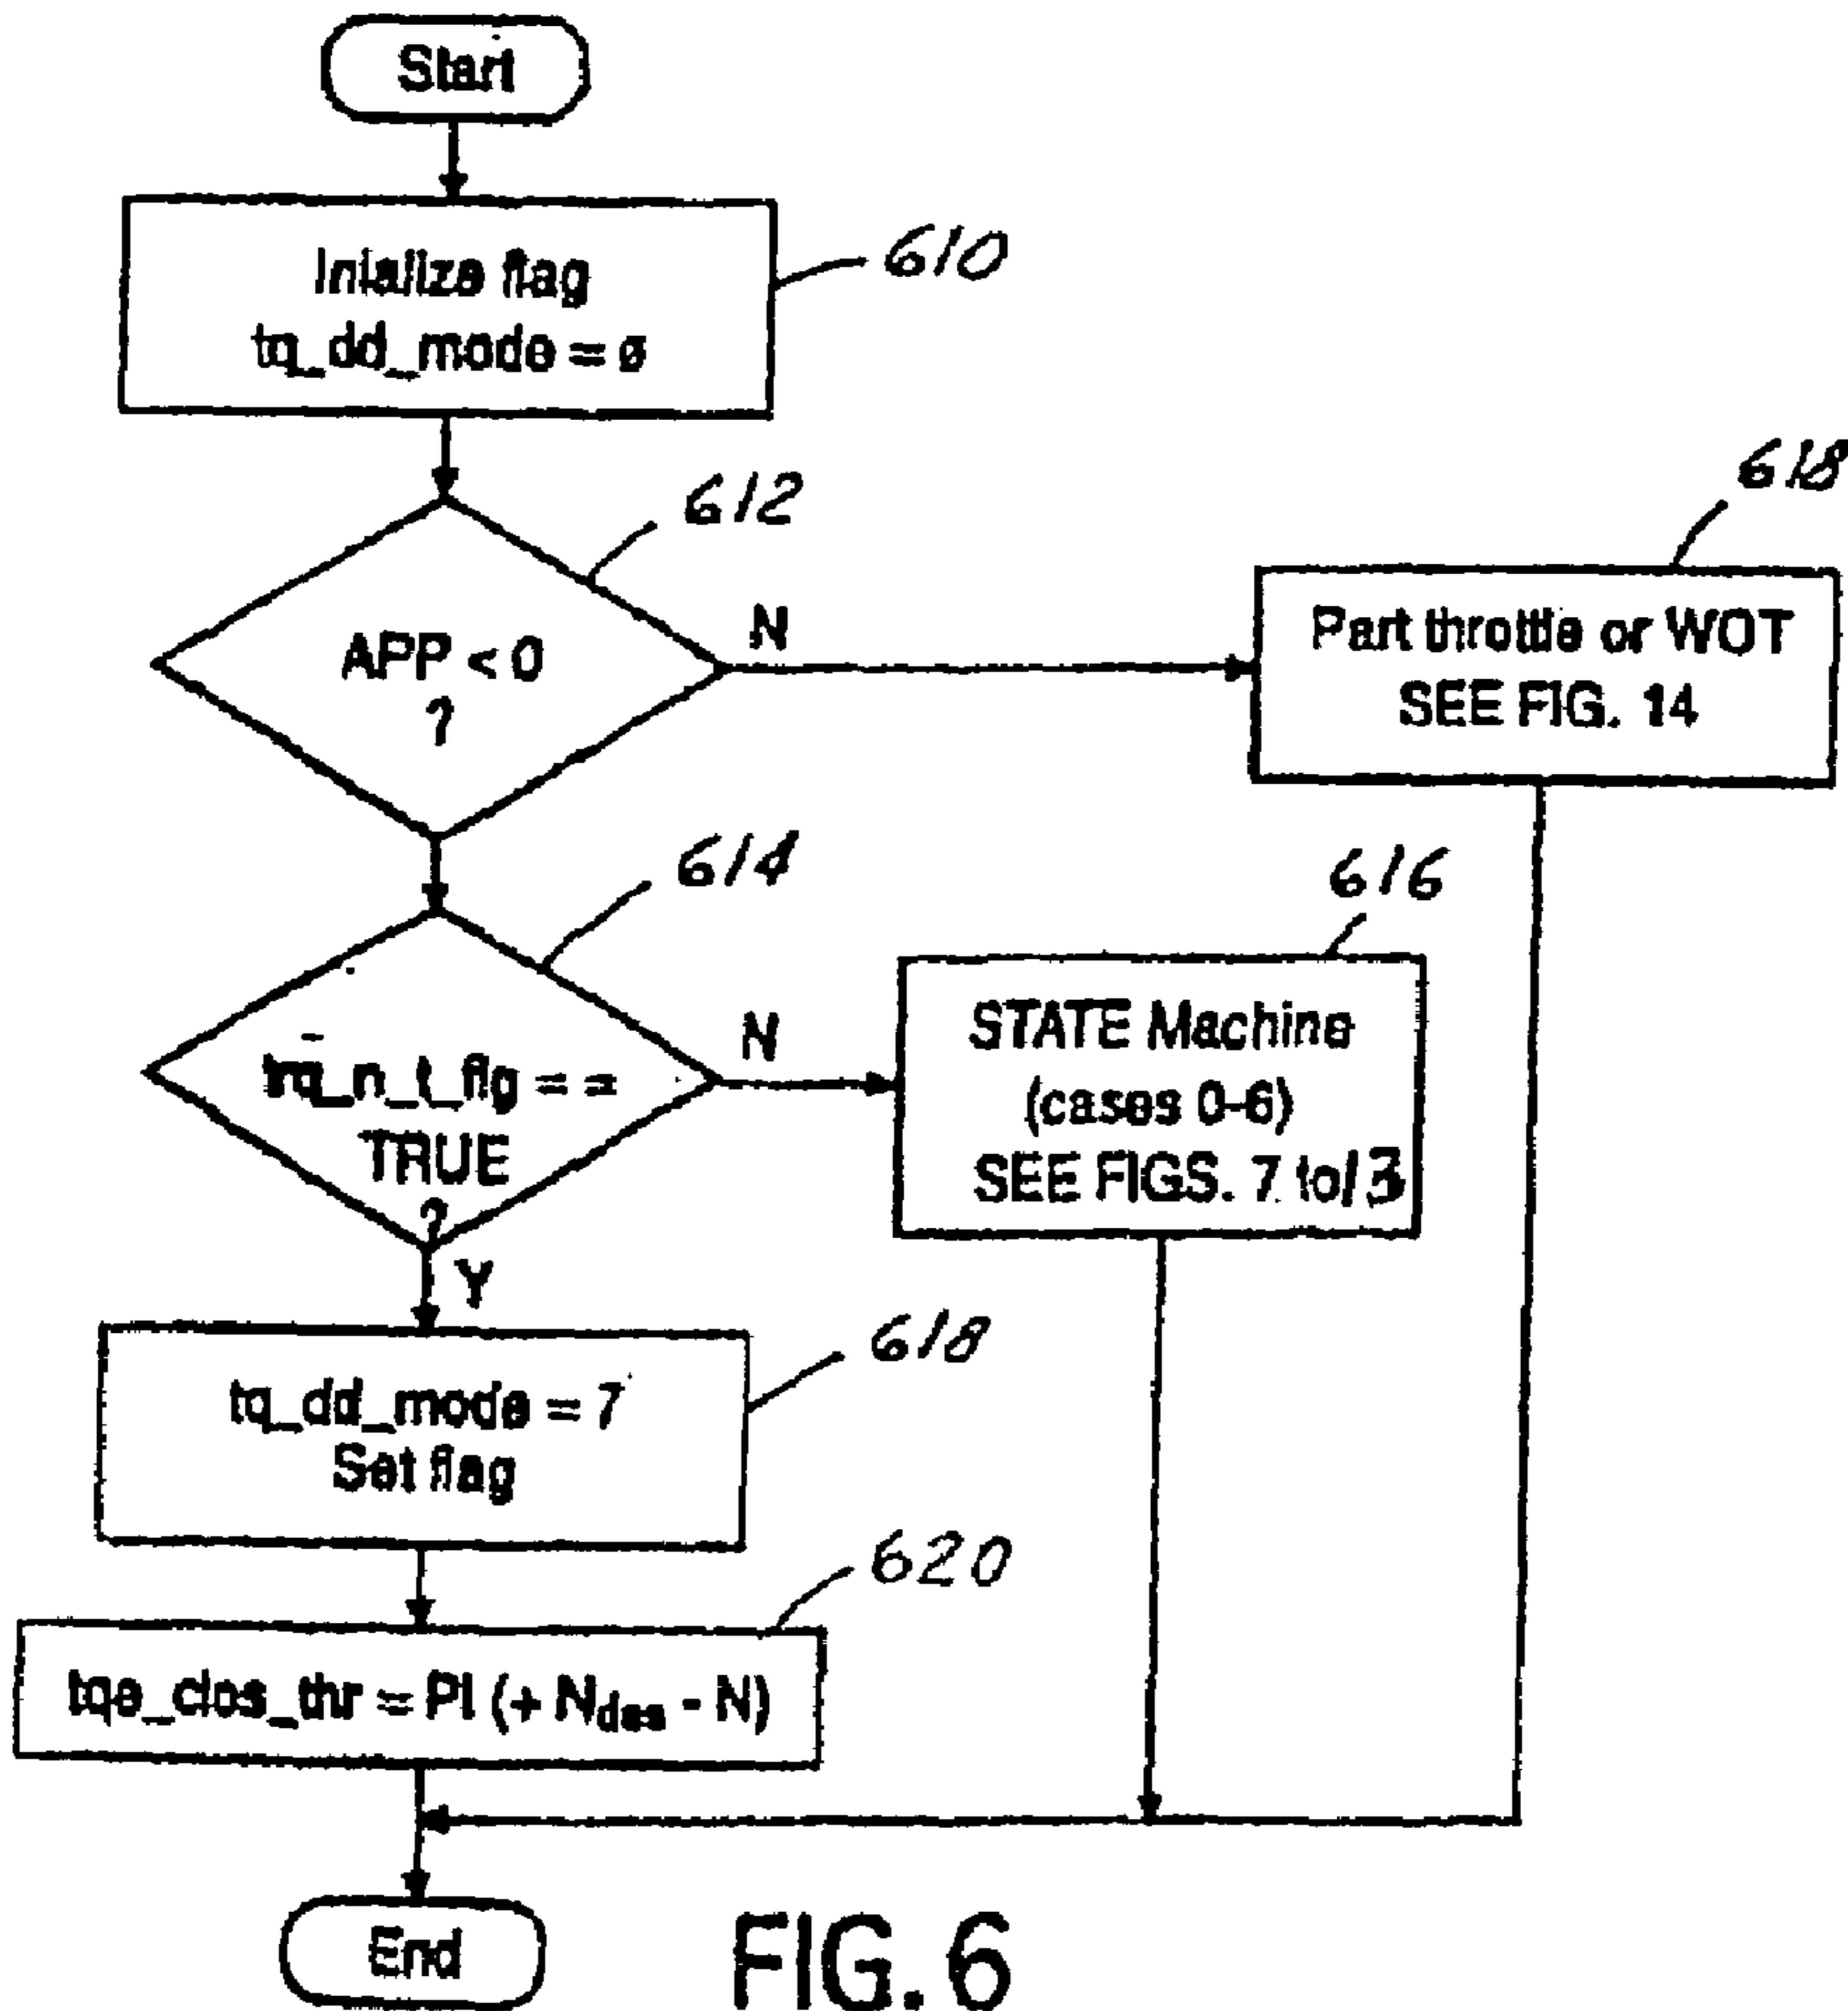 Start
Intialize flag
tq_dd_mode = ø
610
612
APP < 0
?
N
618
Part throttle or WOT
SEE FIG. 14
614
616
trq_n_t_flg = =
TRUE
?
N
Y
STATE Machine
(cases 0-6)
SEE FIGS. 7 to 13
618
tq_dd_mode = 7
Set flag
620
tqe_clos_thr = PI (+ Ndes - N)
End
FIG. 6